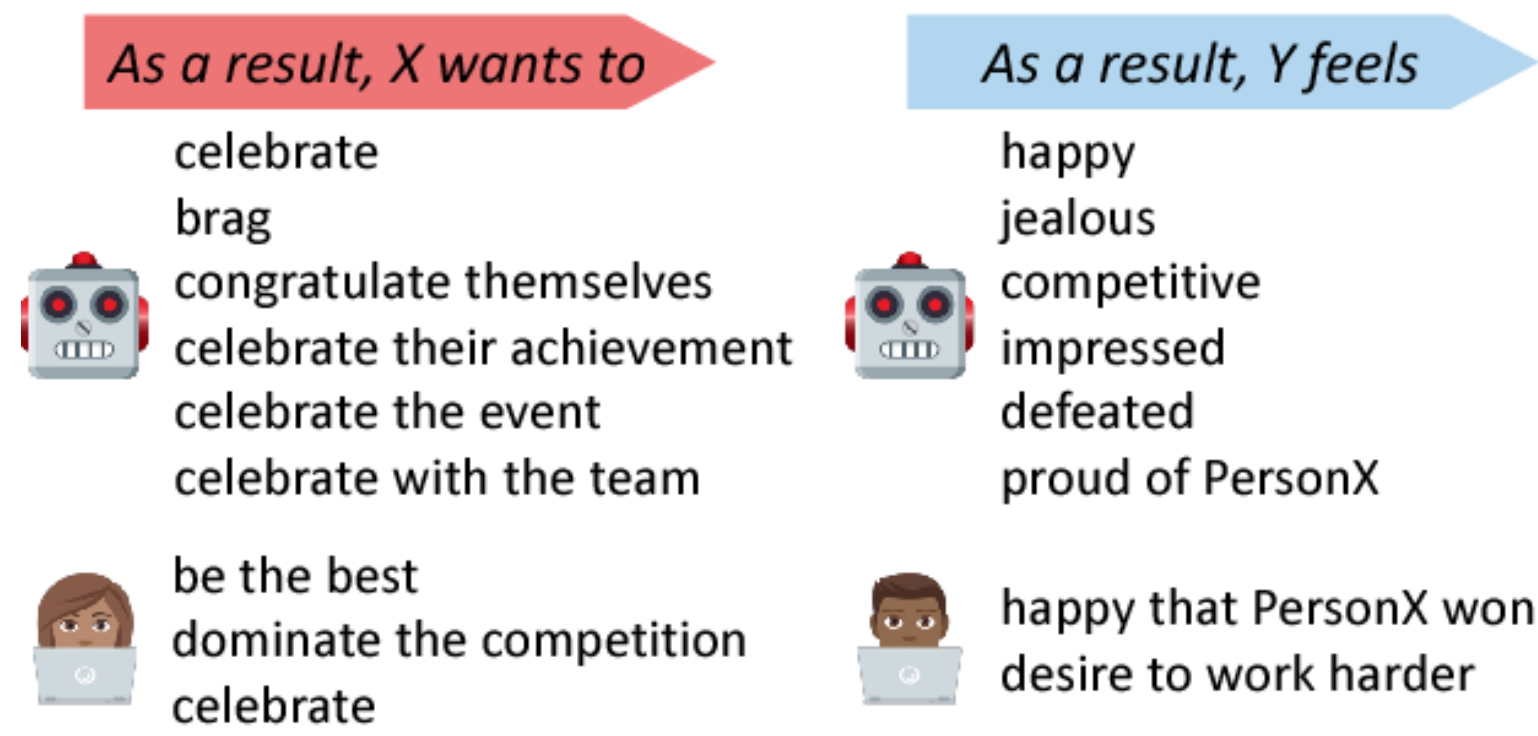 As a result, X wants to
celebrate
brag
congratulate themselves
celebrate their achievement
celebrate the event
celebrate with the team
be the best
dominate the competition
celebrate
As a result, Y feels
happy
jealous
competitive
impressed
defeated
proud of PersonX
happy that PersonX won
desire to work harder